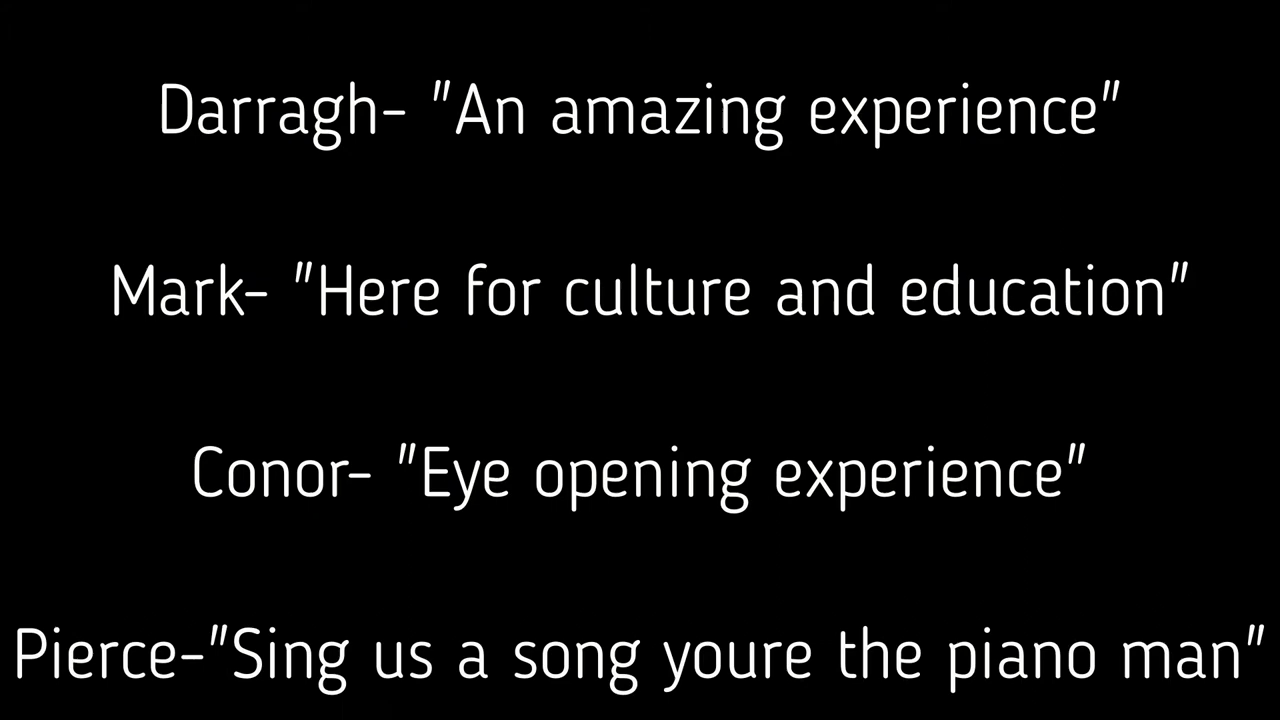 Darragh- "An amazing experience"
Mark- "Here for culture and education"
Conor- "Eye opening experience"
Pierce-"Sing us a song youre the piano man"